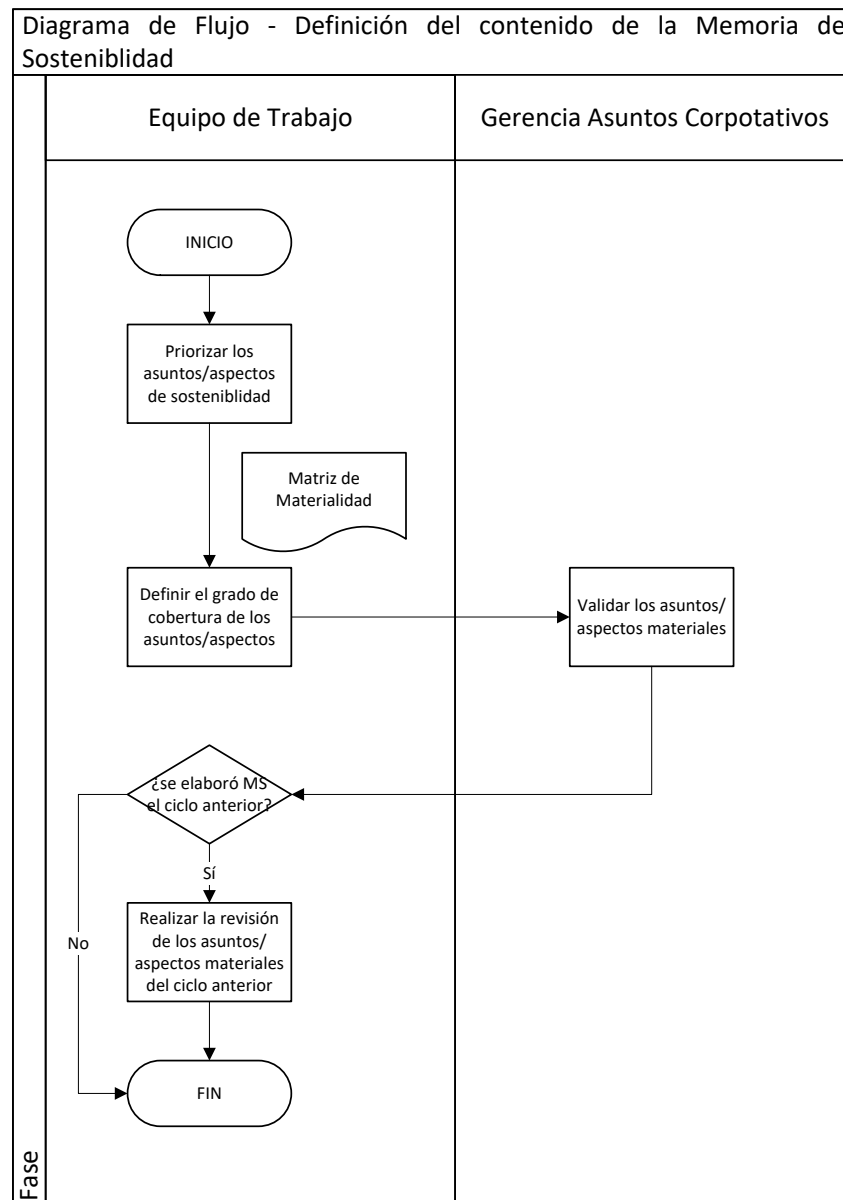 Diagrama de Flujo - Definición del contenido de la Memoria de
Sosteniblidad
Equipo de Trabajo
Gerencia Asuntos Corpotativos
INICIO
Priorizar los
asuntos/aspectos
de sosteniblidad
Matriz de
Materialidad
Definir el grado de
cobertura de los
asuntos/aspectos
Validar los asuntos/
aspectos materiales
¿se elaboró MS
el ciclo anterior?
Sí
No
Realizar la revisión
de los asuntos/
aspectos materiales
del ciclo anterior
FIN
Fase